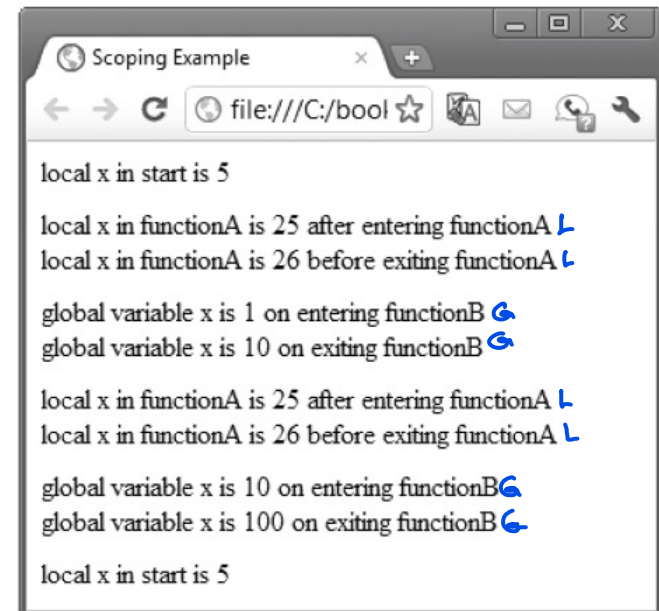 Scoping Example
file:///C:/bool
local x in start is 5
local x in functionA is 25 after entering functionA L
local x in functionA is 26 before exiting functionA L
global variable x is 1 on entering functionB G
global variable x is 10 on exiting functionB G
local x in functionA is 25 after entering functionA L
local x in functionA is 26 before exiting functionA L
global variable x is 10 on entering functionB G
global variable x is 100 on exiting functionB G
local x in start is 5